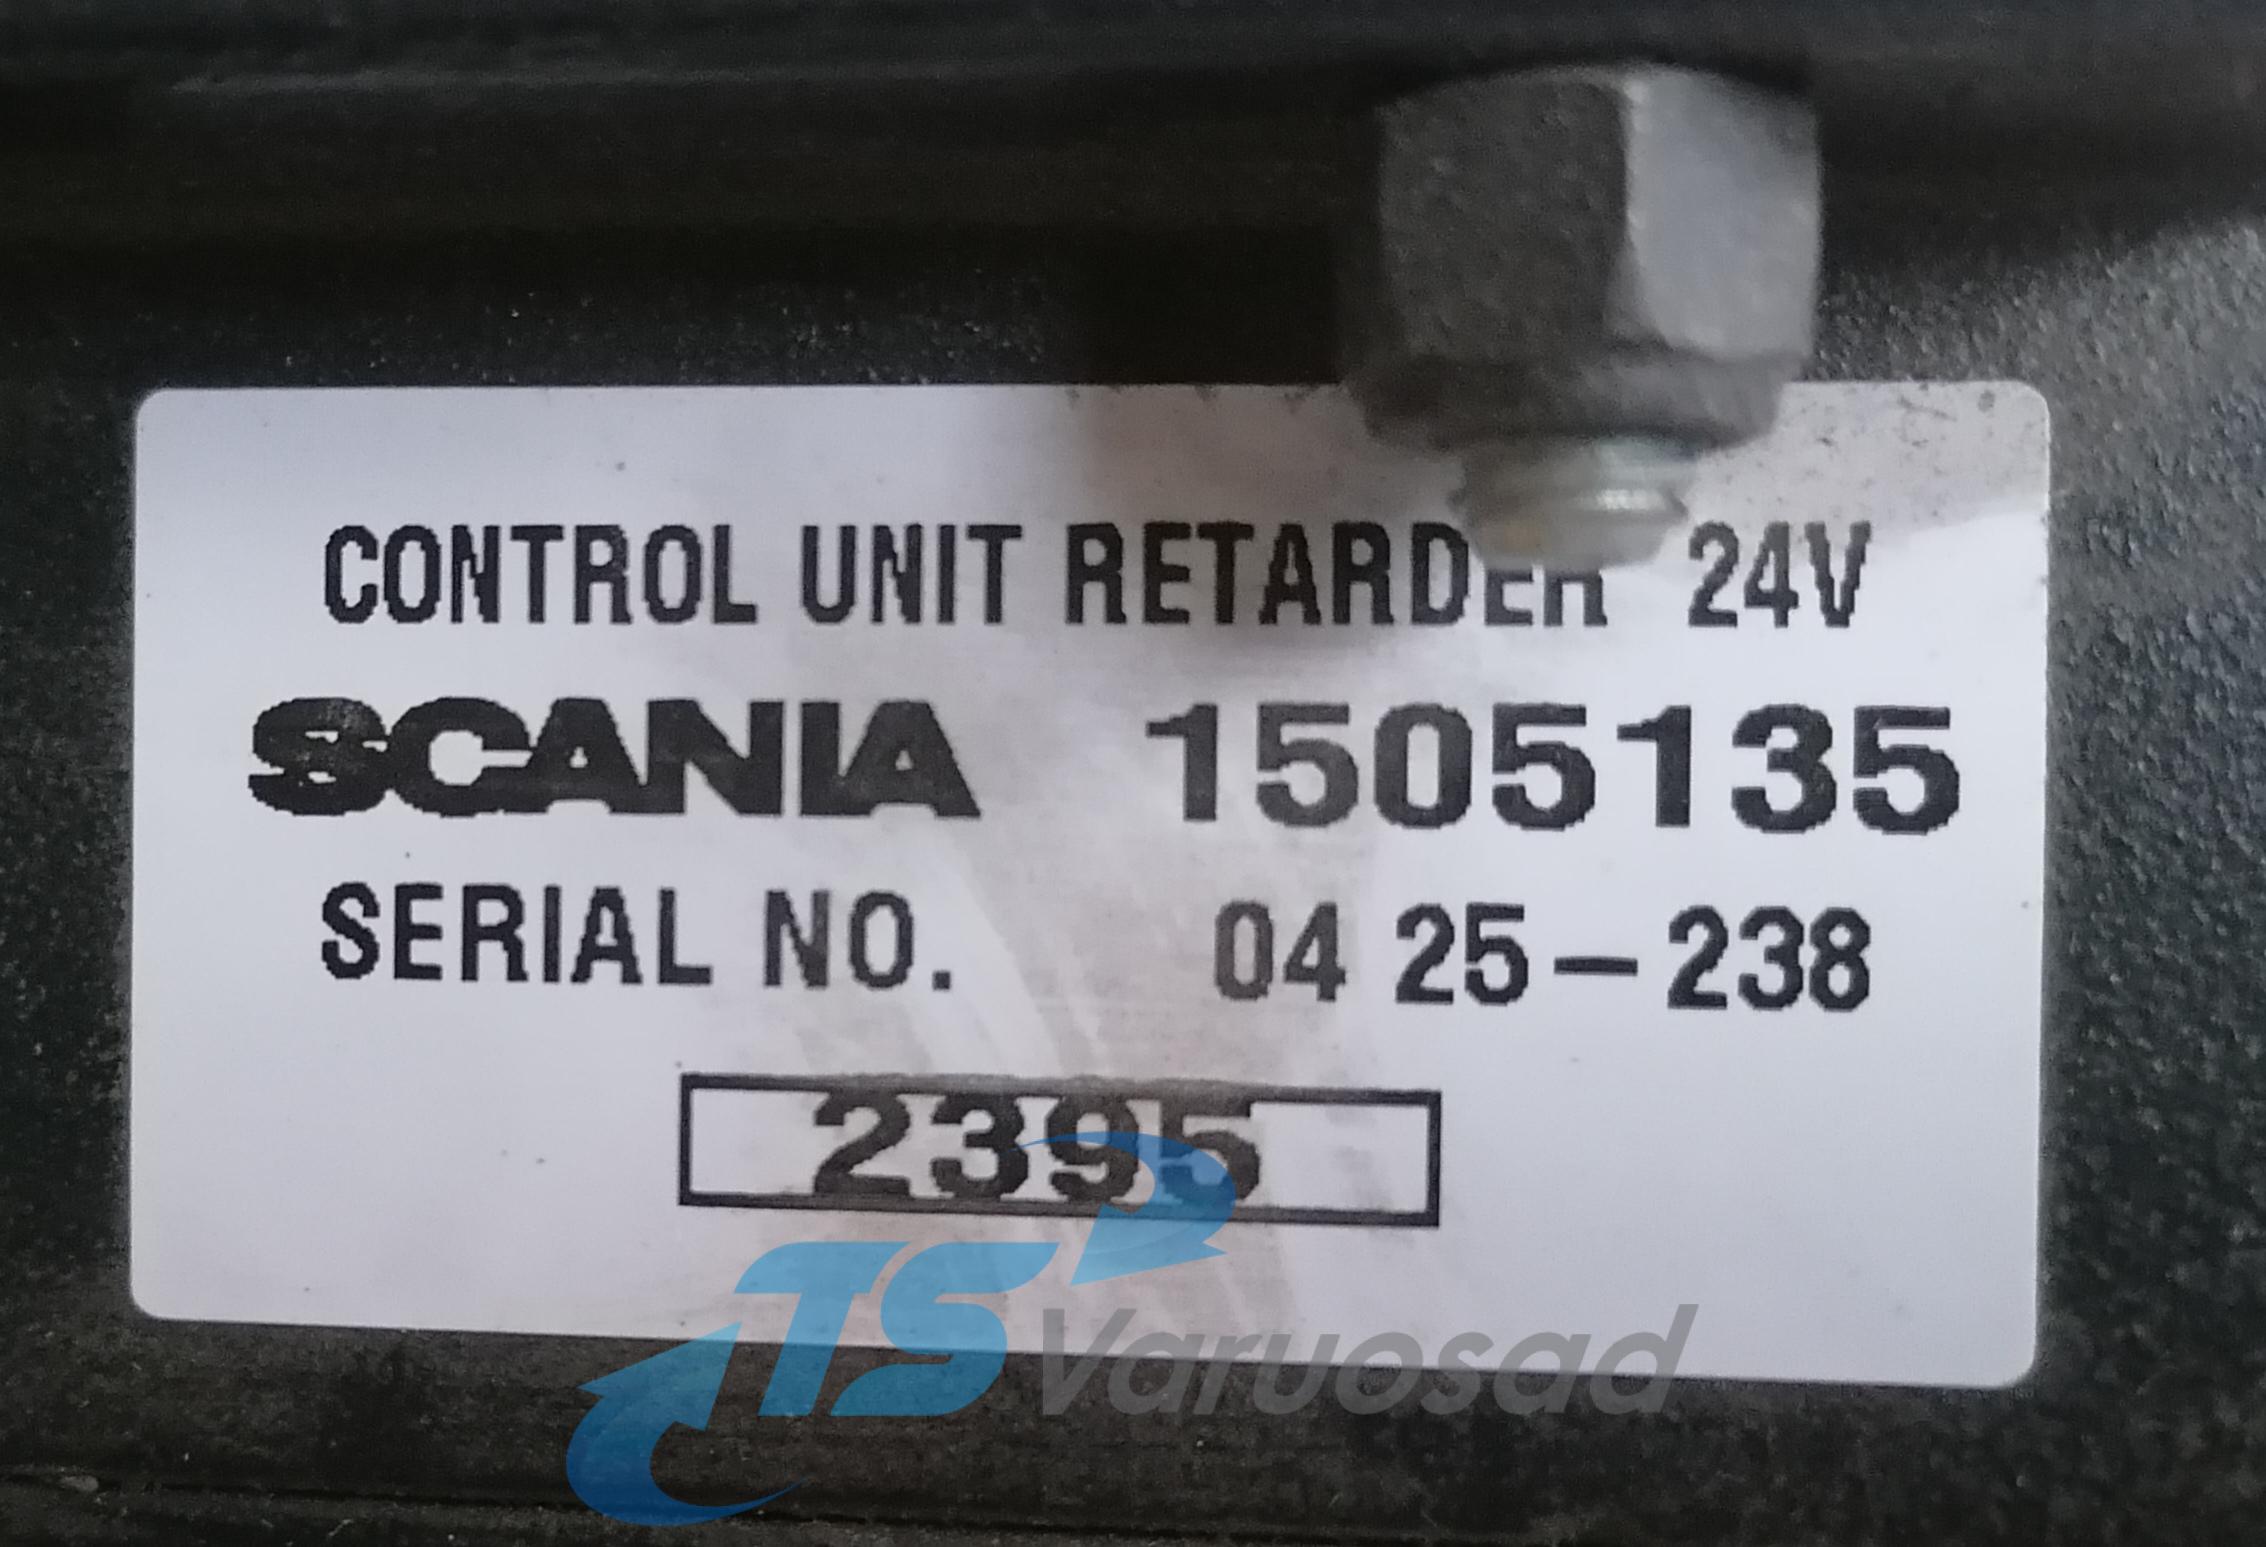 CONTROL UNIT RETARDER 24V
SCANIA 1505135
SERIAL NO. 04 25-238
2395
TS Varuosad